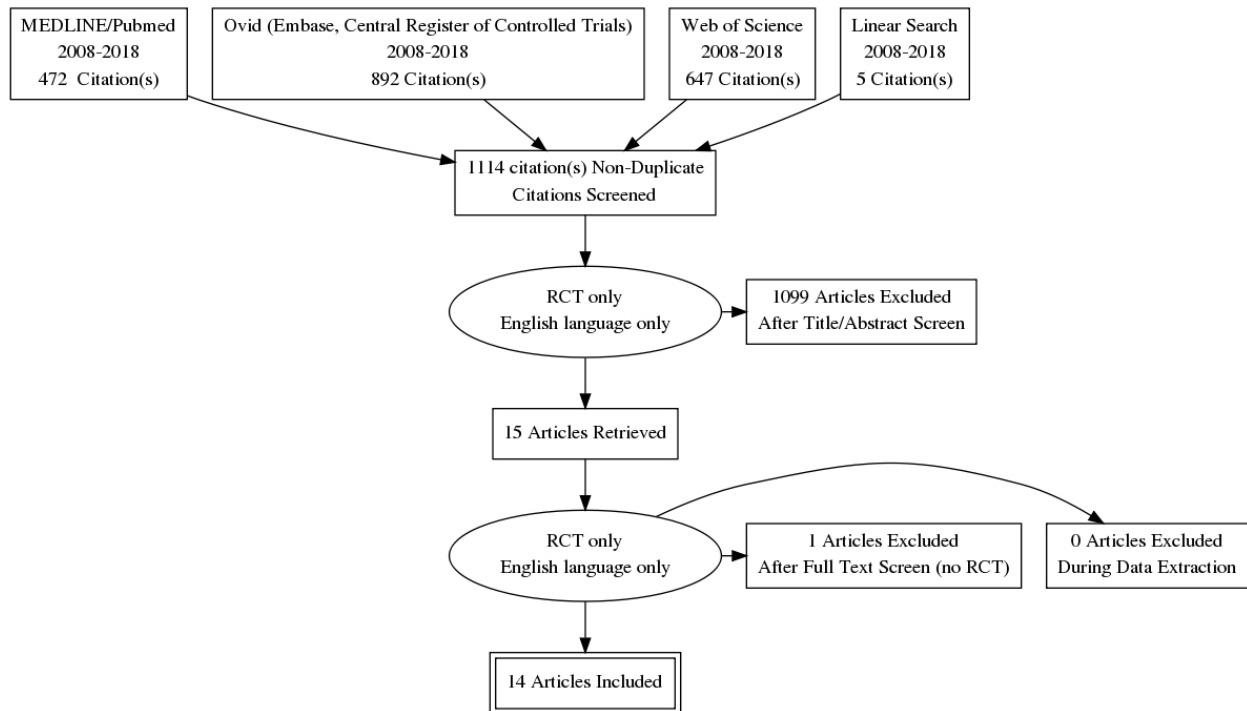 MEDLINE/Pubmed
2008-2018
472 Citation(s)
Ovid (Embase, Central Register of Controlled Trials)
2008-2018
892 Citation(s)
Web of Science
2008-2018
647 Citation(s)
Linear Search
2008-2018
5 Citation(s)
1114 citation(s) Non-Duplicate
Citations Screened
RCT only
English language only
1099 Articles Excluded
After Title/Abstract Screen
15 Articles Retrieved
RCT only
English language only
1 Articles Excluded
After Full Text Screen (no RCT)
0 Articles Excluded
During Data Extraction
14 Articles Included